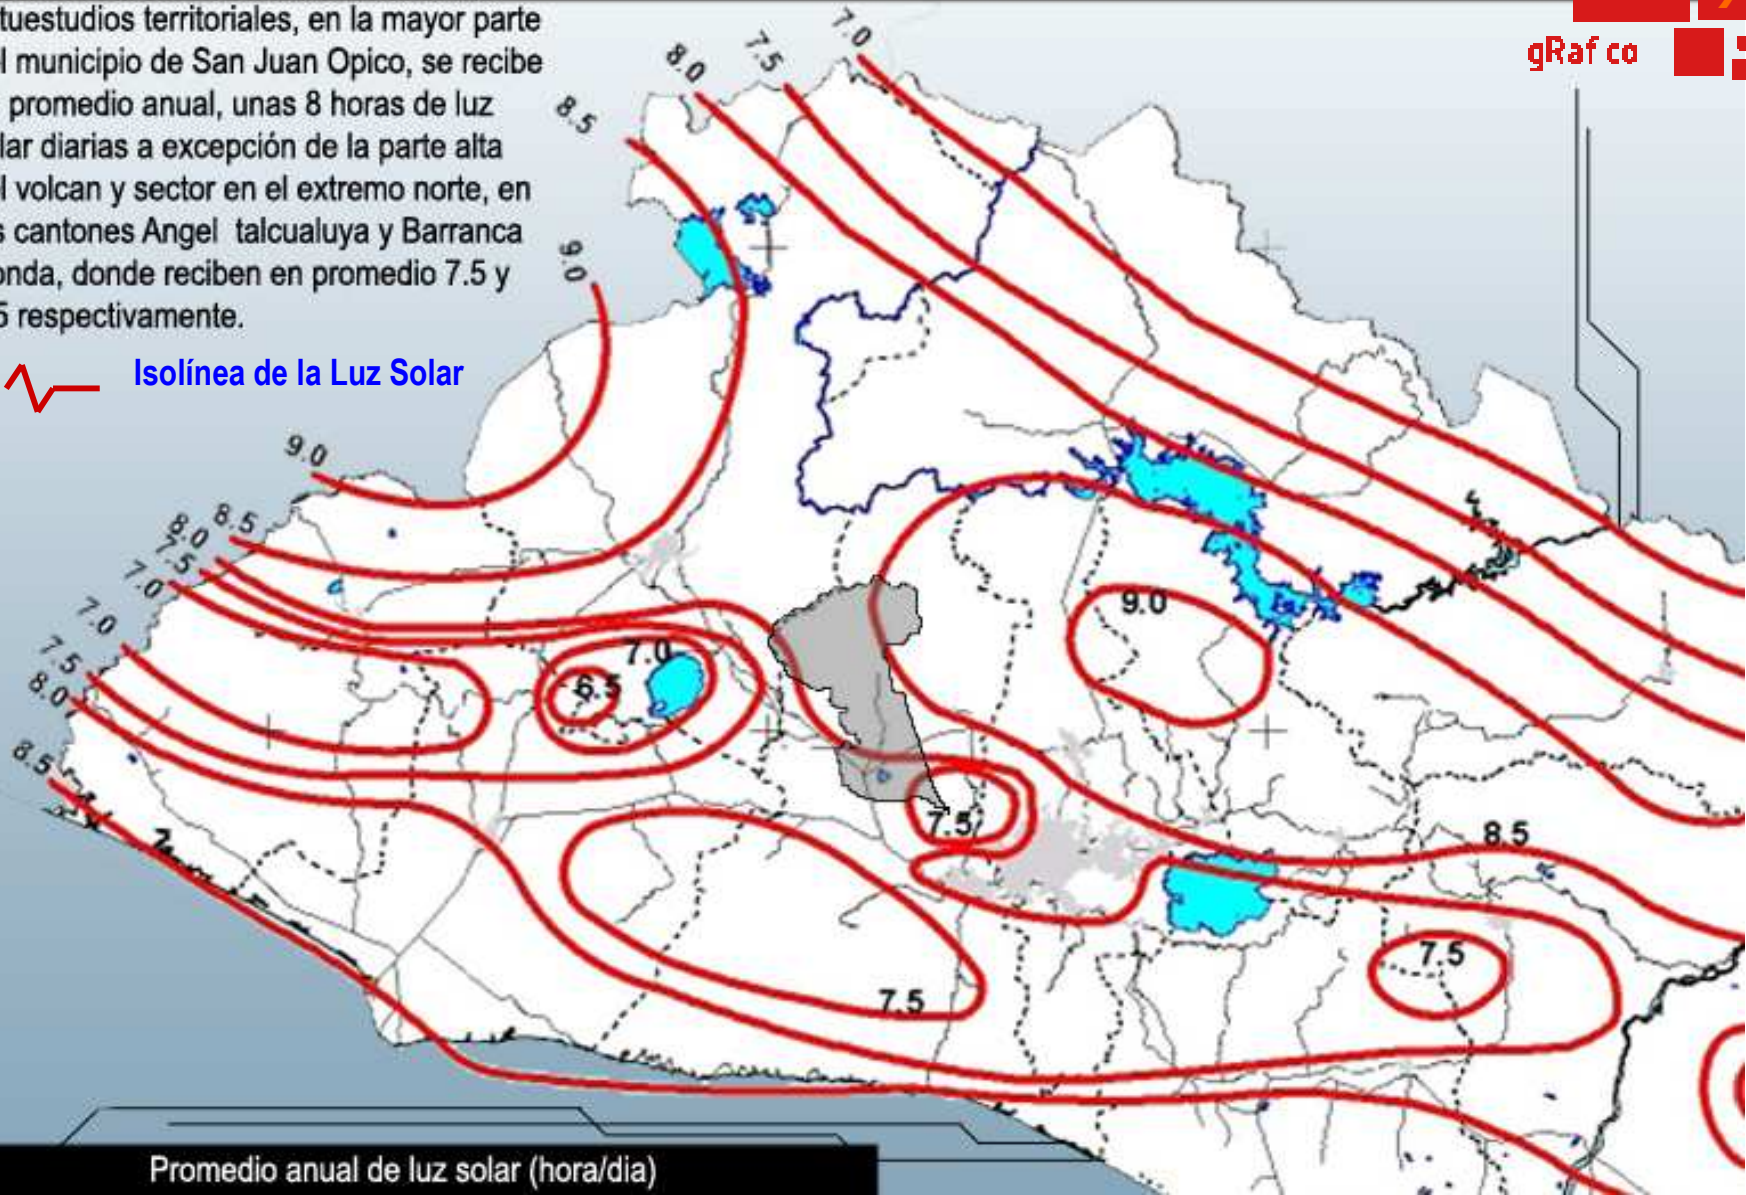 tuestudios territoriales, en la mayor parte
el municipio de San Juan Opico, se recibe
promedio anual, unas 8 horas de luz
lar diarias a excepción de la parte alta
el volcan y sector en el extremo norte, en
s cantones Angel talcualuya y Barranca
onda, donde reciben en promedio 7.5 y
5 respectivamente.
Isolínea de la Luz Solar
gRaf co
7.0
7.5
8.0
8.5
9.0
9.0
8.5
8.0
7.5
7.0
7.0
7.5
8.0
8.5
7.0
6.5
9.0
7.5
8.5
7.5
7.5
Promedio anual de luz solar (hora/dia)